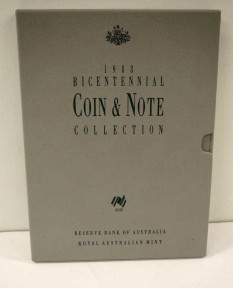 1988
BICENTENNIAL
COIN & NOTE
COLLECTION
RESERVE BANK OF AUSTRALIA
ROYAL AUSTRALIAN MINT